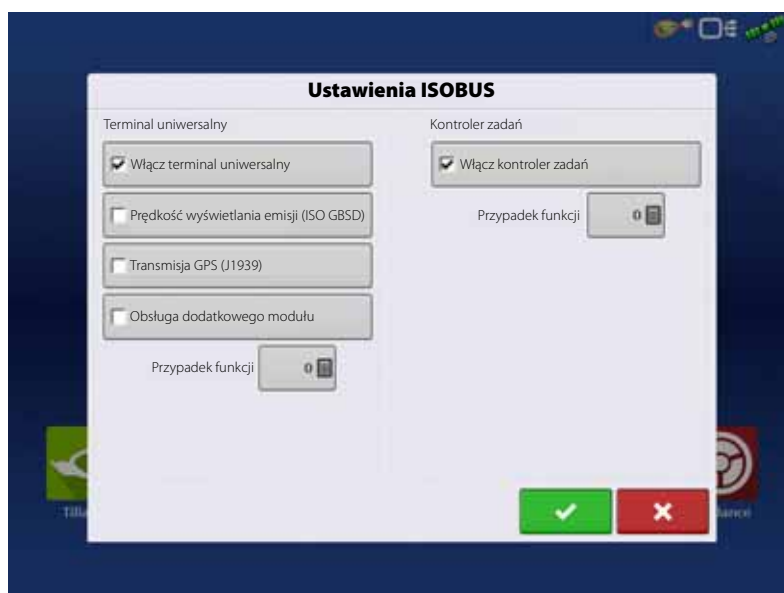 Ustawienia ISOBUS
Terminal uniwersalny
Włącz terminal uniwersalny
Prędkość wyświetlania emisji (ISO GBSD)
Transmisja GPS (J1939)
Obsługa dodatkowego modułu
Przypadek funkcji
0
Kontroler zadań
Włącz kontroler zadań
Przypadek funkcji
0